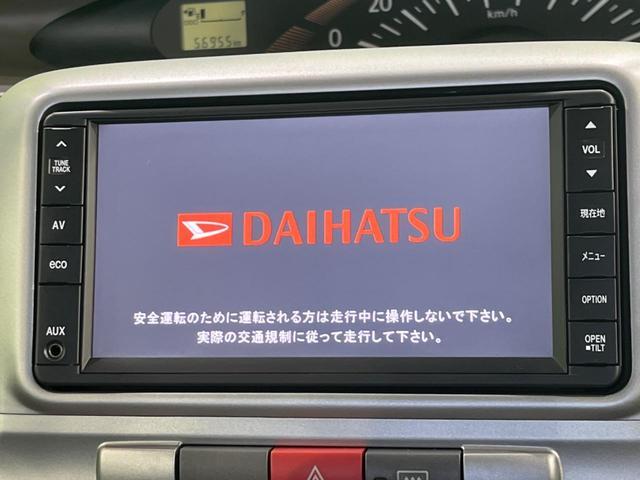 56955km
0
20
km/h
TUNE
TRACK
AV
eco
AUX
DAIHATSU
安全運転のために運転される方は走行中に操作しないで下さい。
実際の交通規制に従って走行して下さい。
VOL
現在地
メニュー
OPTION
OPEN
TILT